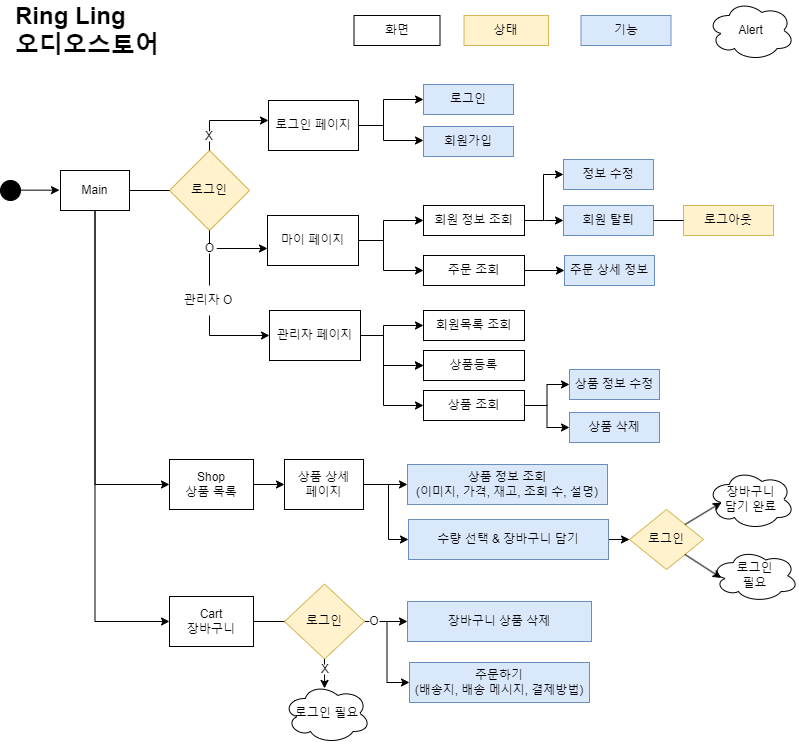 Ring Ling
오디오스토어
화면
상태
기능
Alert
로그인
로그인 페이지
X
회원가입
Main
로그인
정보 수정
회원 정보 조회
회원 탈퇴
로그아웃
마이 페이지
O
주문 조회
주문 상세 정보
관리자 O
회원목록 조회
관리자 페이지
상품등록
상품 정보 수정
상품 조회
상품 삭제
Shop
상품 목록
상품 상세
페이지
상품 정보 조회
(이미지, 가격, 재고, 조회 수, 설명)
장바구니
담기 완료
수량 선택 & 장바구니 담기
로그인
로그인
필요
Cart
장바구니
로그인
O
장바구니 상품 삭제
X
주문하기
(배송지, 배송 메시지, 결제방법)
로그인 필요